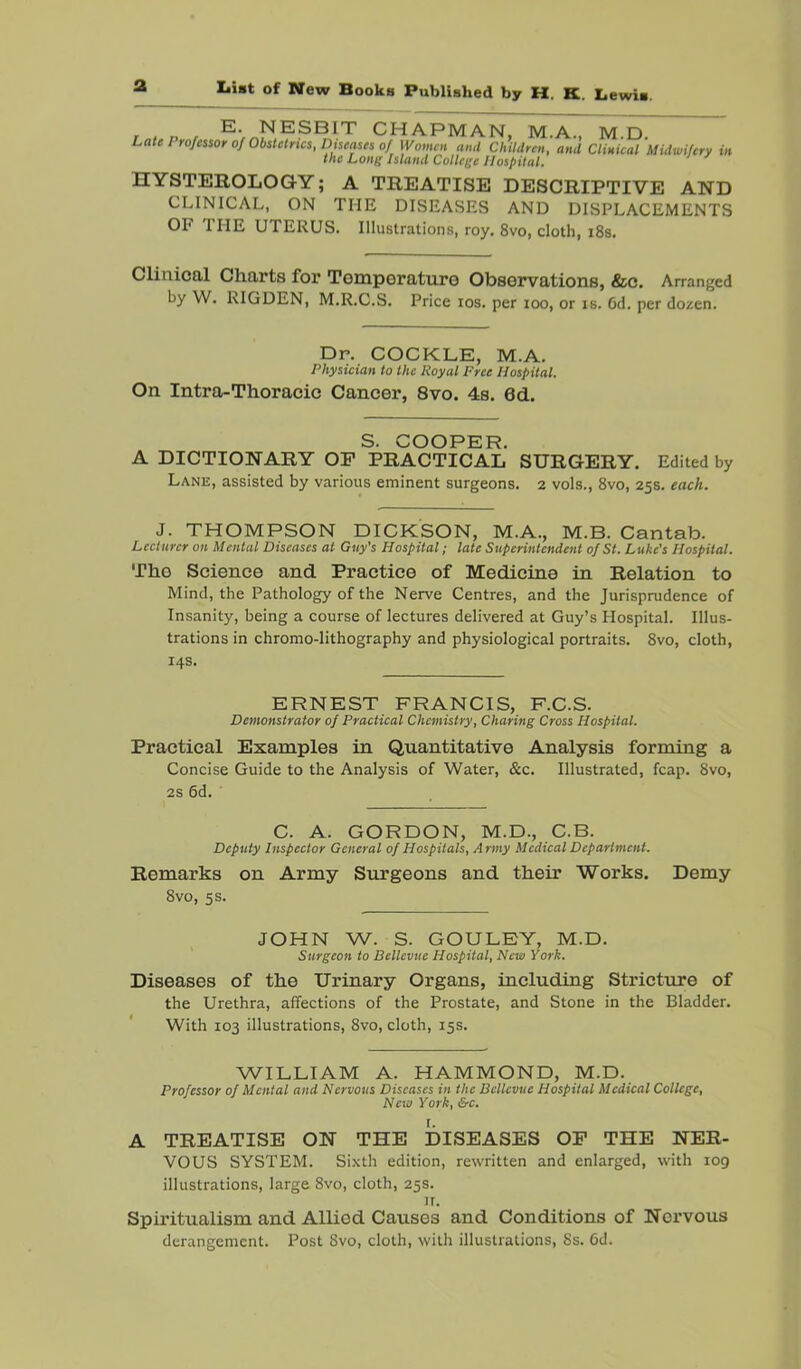 2 List of New Books Published by H. K. Lewis.
E. NESBIT CHAPMAN, M.A., M.D.
Late Professor of Obstetrics, Diseases of Women and Children, and Clinical Midwifery in
the Long Island College Hospital.
HYSTEROLOGY; A TREATISE DESCRIPTIVE AND
CLINICAL, ON THE DISEASES AND DISPLACEMENTS
OF THE UTERUS. Illustrations, roy. 8vo, cloth, 18s.
Clinical Charts for Temperature Observations, &c. Arranged
by W. RIGDEN, M.R.C.S. Price 10s. per 100, or 1s. 6d. per dozen.
Dr. COCKLE, M.A.
Physician to the Royal Free Hospital.
On Intra-Thoracic Cancer, 8vo. 4s. 6d.
S. COOPER.
A DICTIONARY OF PRACTICAL SURGERY. Edited by
LANE, assisted by various eminent surgeons. 2 vols., 8vo, 25s. each.
J. THOMPSON DICKSON, M.A., M.B. Cantab.
Lecturer on Mental Diseases at Guy's Hospital; late Superintendent of St. Luke's Hospital.
The Science and Practice of Medicine in Relation to
Mind, the Pathology of the Nerve Centres, and the Jurisprudence of
Insanity, being a course of lectures delivered at Guy's Hospital. Illus-
trations in chromo-lithography and physiological portraits. 8vo, cloth,
14s.
ERNEST FRANCIS, F.C.S.
Demonstrator of Practical Chemistry, Charing Cross Hospital.
Practical Examples in Quantitative Analysis forming a
Concise Guide to the Analysis of Water, &c. Illustrated, fcap. 8vo,
2s 6d.
C. A. GORDON, M.D., C.B.
Deputy Inspector General of Hospitals, Army Medical Department.
Remarks on Army Surgeons and their Works. Demy
8vo, 5s.
JOHN W. S. GOULEY, M.D.
Surgeon to Bellevue Hospital, New York.
Diseases of the Urinary Organs, including Stricture of
the Urethra, affections of the Prostate, and Stone in the Bladder.
With 103 illustrations, 8vo, cloth, 15s.
WILLIAM A. HAMMOND, M.D.
Professor of Mental and Nervous Diseases in the Bellevue Hospital Medical College,
New York, &c.
I.
A TREATISE ON THE DISEASES OF THE NER-
VOUS SYSTEM. Sixth edition, rewritten and enlarged, with 109
illustrations, large 8vo, cloth, 25s.
II.
Spiritualism and Allied Causes and Conditions of Nervous
derangement. Post 8vo, cloth, with illustrations, 8s. 6d.